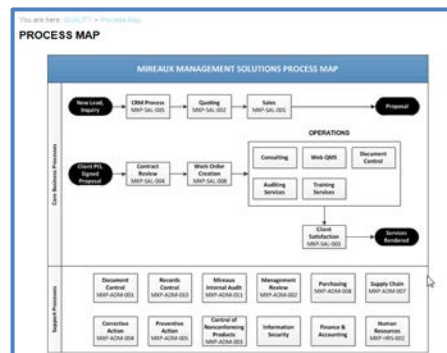 You are here: QUALITY > Process Map
PROCESS MAP
MIREAUX MANAGEMENT SOLUTIONS PROCESS MAP
Core Business Processes
New Lead,
Inquiry
CRM Process
MKP-SAL-005
Quoting
MKP-SAL-002
Sales
MKP-SAL-001
Proposal
OPERATIONS
Client PO,
Signed
Proposal
Contract
Review
MKP-SAL-004
Work Order
Creation
MKP-SAL-008
Consulting
Web QMS
Document
Control
Auditing
Services
Training
Services
Client
Satisfaction
MKP-SAL-003
Services
Rendered
Support Processes
Document
Control
MKP-ADM-001
Records
Control
MKP-ADM-010
Mireaux
Internal Audit
MKP-ADM-011
Management
Review
MKP-ADM-002
Purchasing
MKP-ADM-008
Supply Chain
MKP-ADM-007
Corrective
Action
MKP-ADM-004
Preventive
Action
MKP-ADM-005
Control of
Nonconforming
Products
MKP-ADM-003
Information
Security
Finance &
Accounting
Human
Resources
MKP-HRS-002